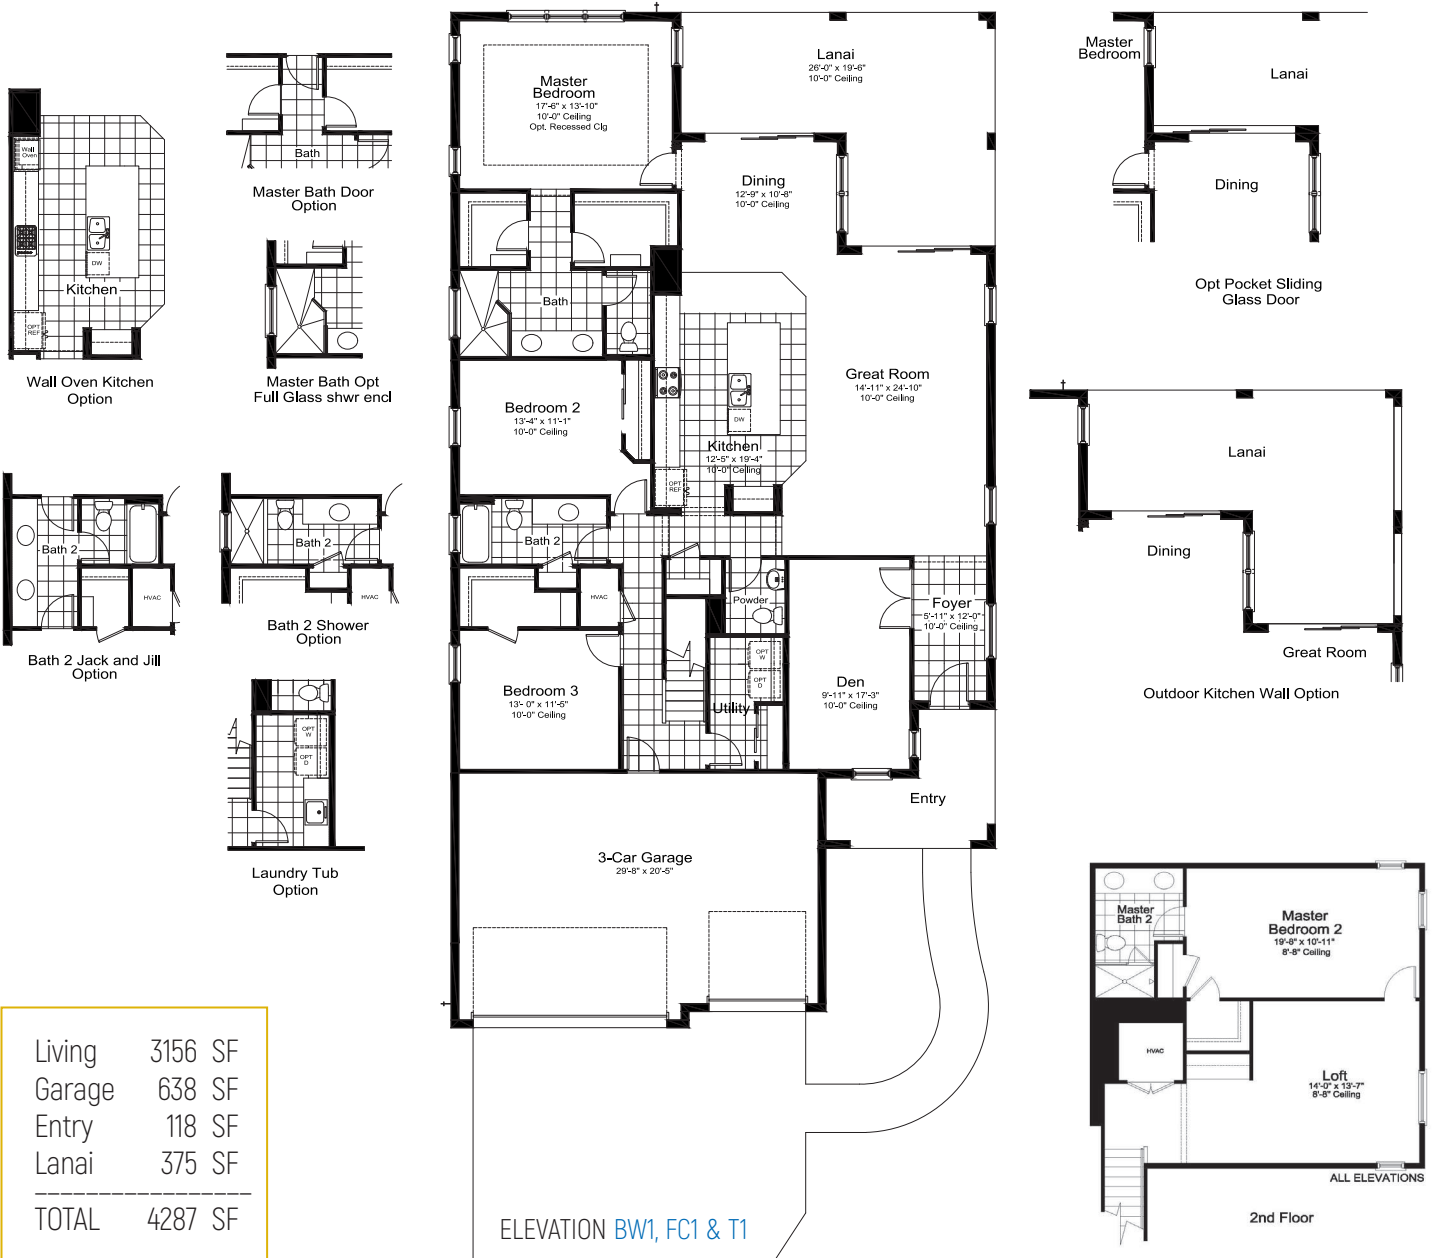 Master
Bedroom
17'-6" x 13'-10"
10'-0" Ceiling
Opt. Recessed Clg
Lanai
26'-0" x 19'-6"
10'-0" Ceiling
Dining
12'-9" x 10'-8"
10'-0" Ceiling
Bath
Great Room
14'-11" x 24'-10"
10'-0" Ceiling
Bedroom 2
13'-4" x 11'-1"
10'-0" Ceiling
DW
Kitchen
12'-5" x 19'-4"
10'-0" Ceiling
OPT
REF
Bath 2
HVAC
Powder
Foyer
5'-11" x 12'-0"
10'-0" Ceiling
OPT
W
OPT
D
Utility
Bedroom 3
13'- 0" x 11'-5"
10'-0" Ceiling
Den
9'-11" x 17'-3"
10'-0" Ceiling
Entry
3-Car Garage
29'-8" x 20'-5"
Wall
Oven
DW
Kitchen
OPT
REF
Wall Oven Kitchen
Option
Bath
Master Bath Door
Option
Master Bath Opt
Full Glass shwr encl
Bath 2
HVAC
Bath 2 Jack and Jill
Option
Bath 2
HVAC
Bath 2 Shower
Option
OPT
W
OPT
D
Laundry Tub
Option
Master
Bedroom
Lanai
Dining
Opt Pocket Sliding
Glass Door
Lanai
Dining
Great Room
Outdoor Kitchen Wall Option
Master
Bath 2
Master
Bedroom 2
19'-8" x 10'-11"
8'-8" Ceiling
HVAC
Loft
14'-0" x 13'-7"
8'-8" Ceiling
ALL ELEVATIONS
2nd Floor
Living 3156 SF
Garage 638 SF
Entry 118 SF
Lanai 375 SF
TOTAL 4287 SF
ELEVATION BW1, FC1 & T1